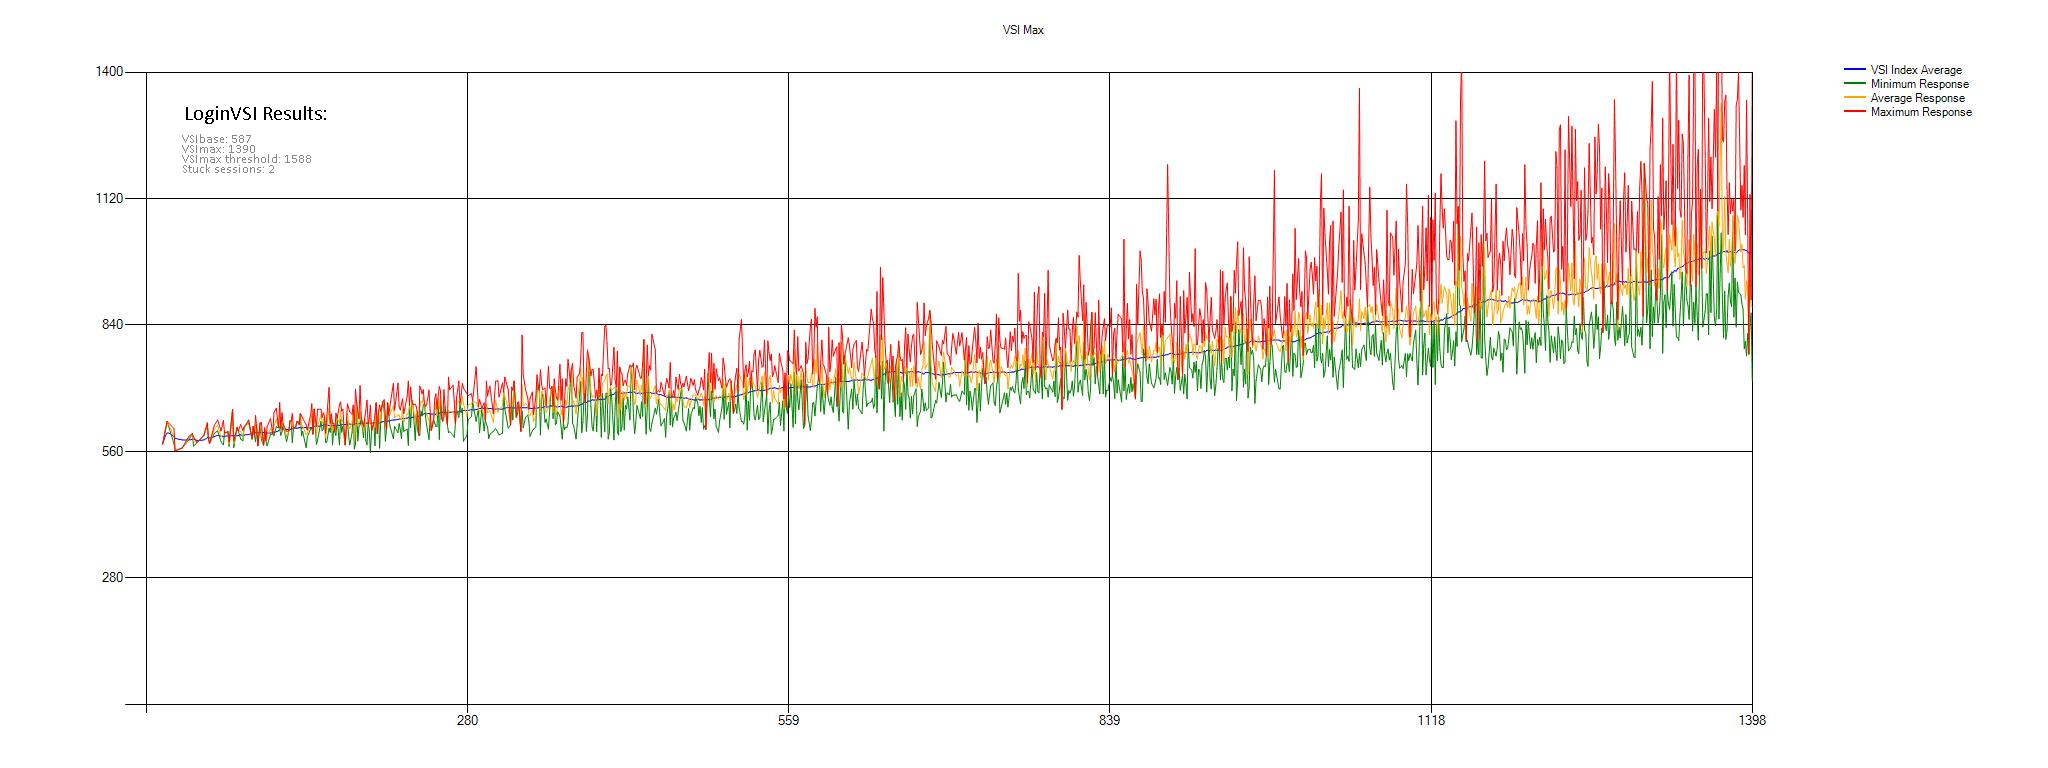 VSI Max
1400
1120
840
560
280
280
559
839
1118
1398
LoginVSI Results:
VSIbase: 587
VSImax: 1390
VSImax threshold: 1588
Stuck sessions: 2
VSI Index Average
Minimum Response
Average Response
Maximum Response